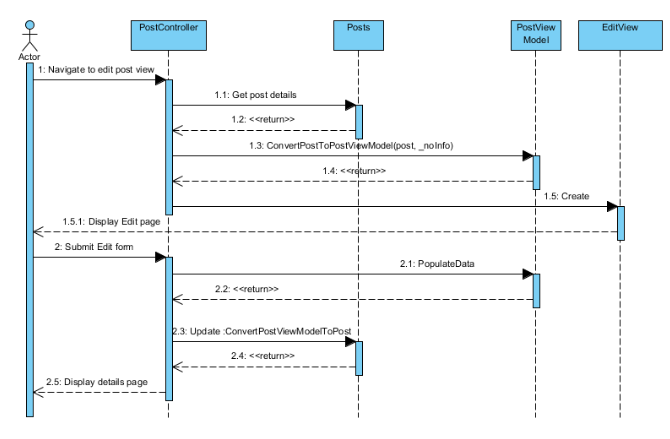 PostController
Posts
PostView
Model
EditView
Actor
1: Navigate to edit post view
1.1: Get post details
1.2: <<return>>
1.3: ConvertPostToPostViewModel(post, _noInfo)
1.4: <<return>>
1.5: Create
1.5.1: Display Edit page
2: Submit Edit form
2.1: PopulateData
2.2: <<return>>
2.3: Update :ConvertPostViewModelToPost
2.4: <<return>>
2.5: Display details page